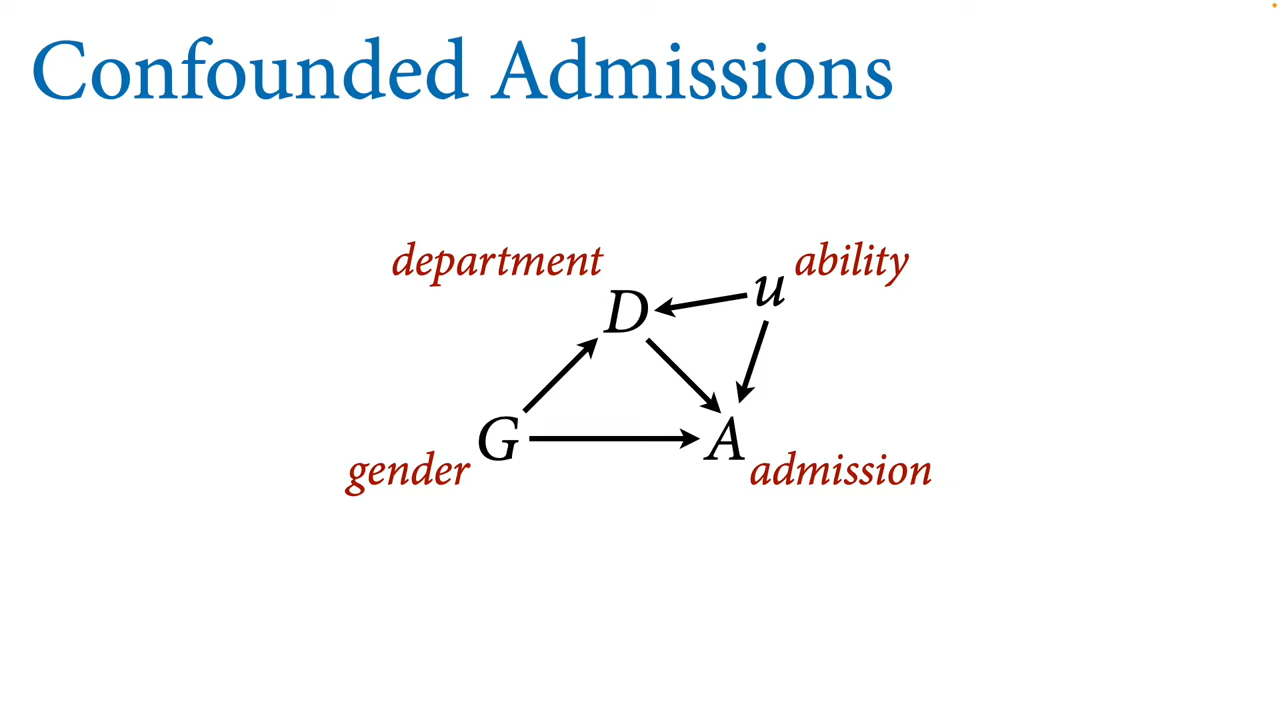 Confounded Admissions
department
ability
D
u
G
A
gender
admission